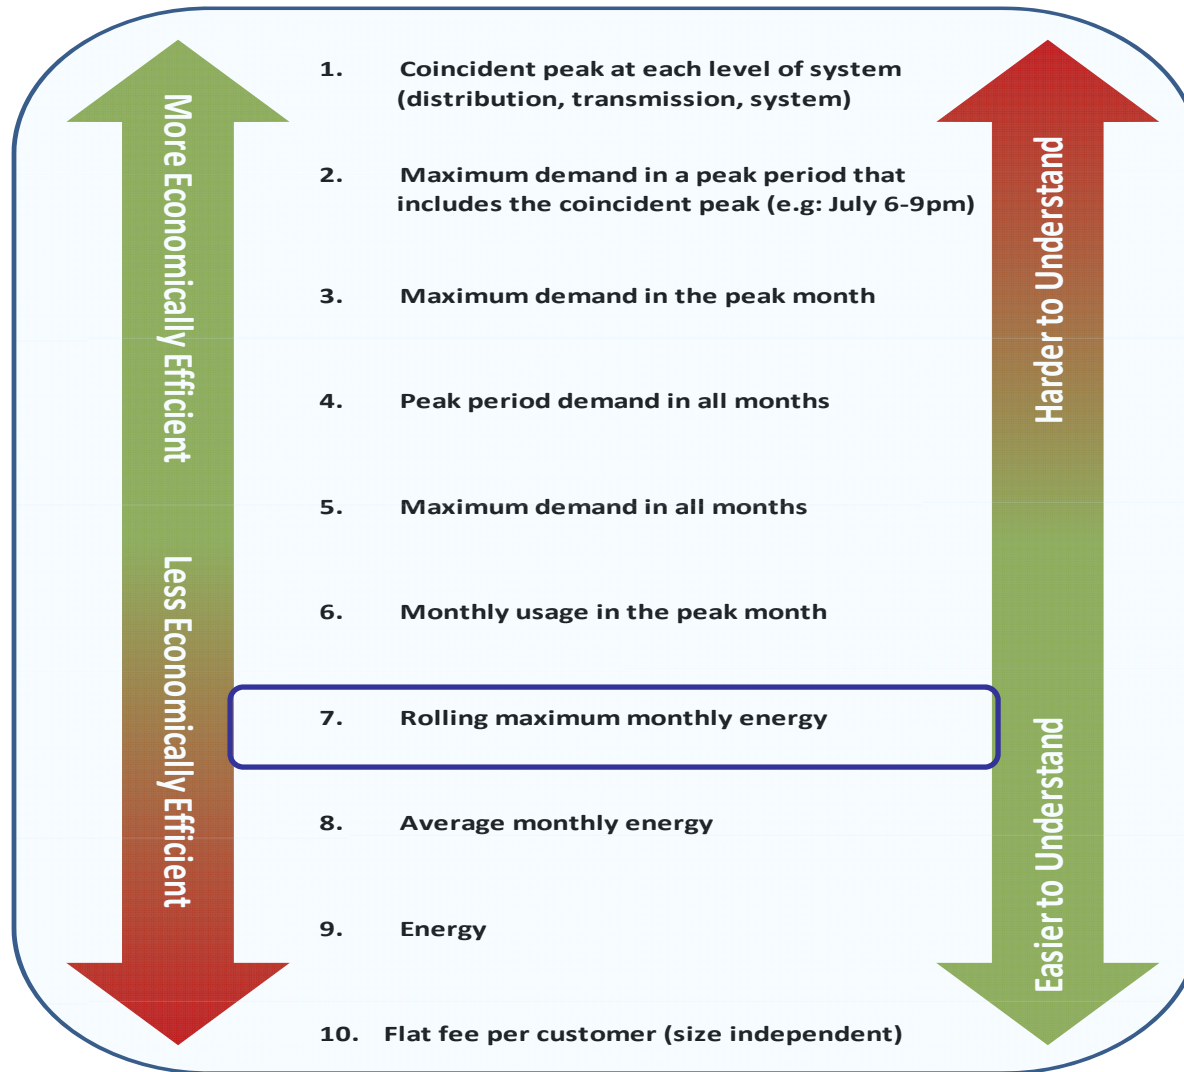 More Economically Efficient
Less Economically Efficient
1. Coincident peak at each level of system
(distribution, transmission, system)
2. Maximum demand in a peak period that
includes the coincident peak (e.g: July 6-9pm)
3. Maximum demand in the peak month
4. Peak period demand in all months
5. Maximum demand in all months
6. Monthly usage in the peak month
7. Rolling maximum monthly energy
8. Average monthly energy
9. Energy
10. Flat fee per customer (size independent)
Harder to Understand
Easier to Understand